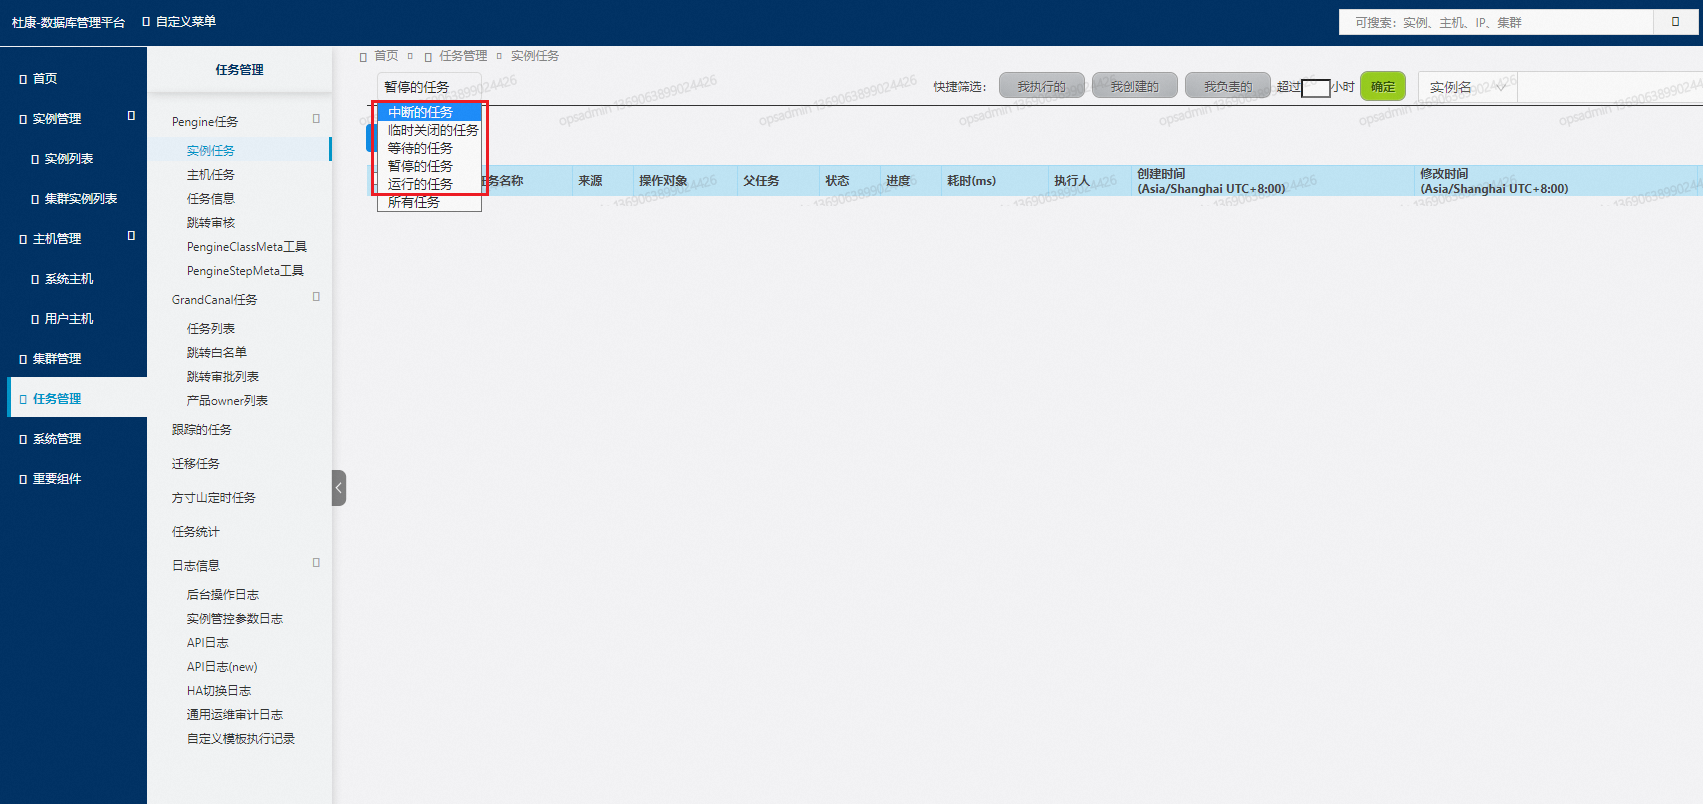 杜康-数据库管理平台 自定义菜单
可搜索：实例、主机、IP、集群
首页
实例管理
实例列表
集群实例列表
主机管理
系统主机
用户主机
集群管理
任务管理
系统管理
重要组件
任务管理
Pengine任务
实例任务
主机任务
任务信息
跳转审核
PengineClassMeta工具
PengineStepMeta工具
GrandCanal任务
任务列表
跳转白名单
跳转审批列表
产品owner列表
跟踪的任务
迁移任务
方寸山定时任务
任务统计
日志信息
后台操作日志
实例管控参数日志
API日志
API日志(new)
HA切换日志
通用运维审计日志
自定义模板执行记录
首页 任务管理 实例任务
暂停的任务
快捷筛选： 我执行的 我创建的 我负责的 超过 小时 确定 实例名
中断的任务
临时关闭的任务
等待的任务
暂停的任务
运行的任务
所有任务
任务名称 来源 操作对象 父任务 状态 进度 耗时(ms) 执行人 创建时间 (Asia/Shanghai UTC+8:00) 修改时间 (Asia/Shanghai UTC+8:00)
opsadmin 1369063899024426